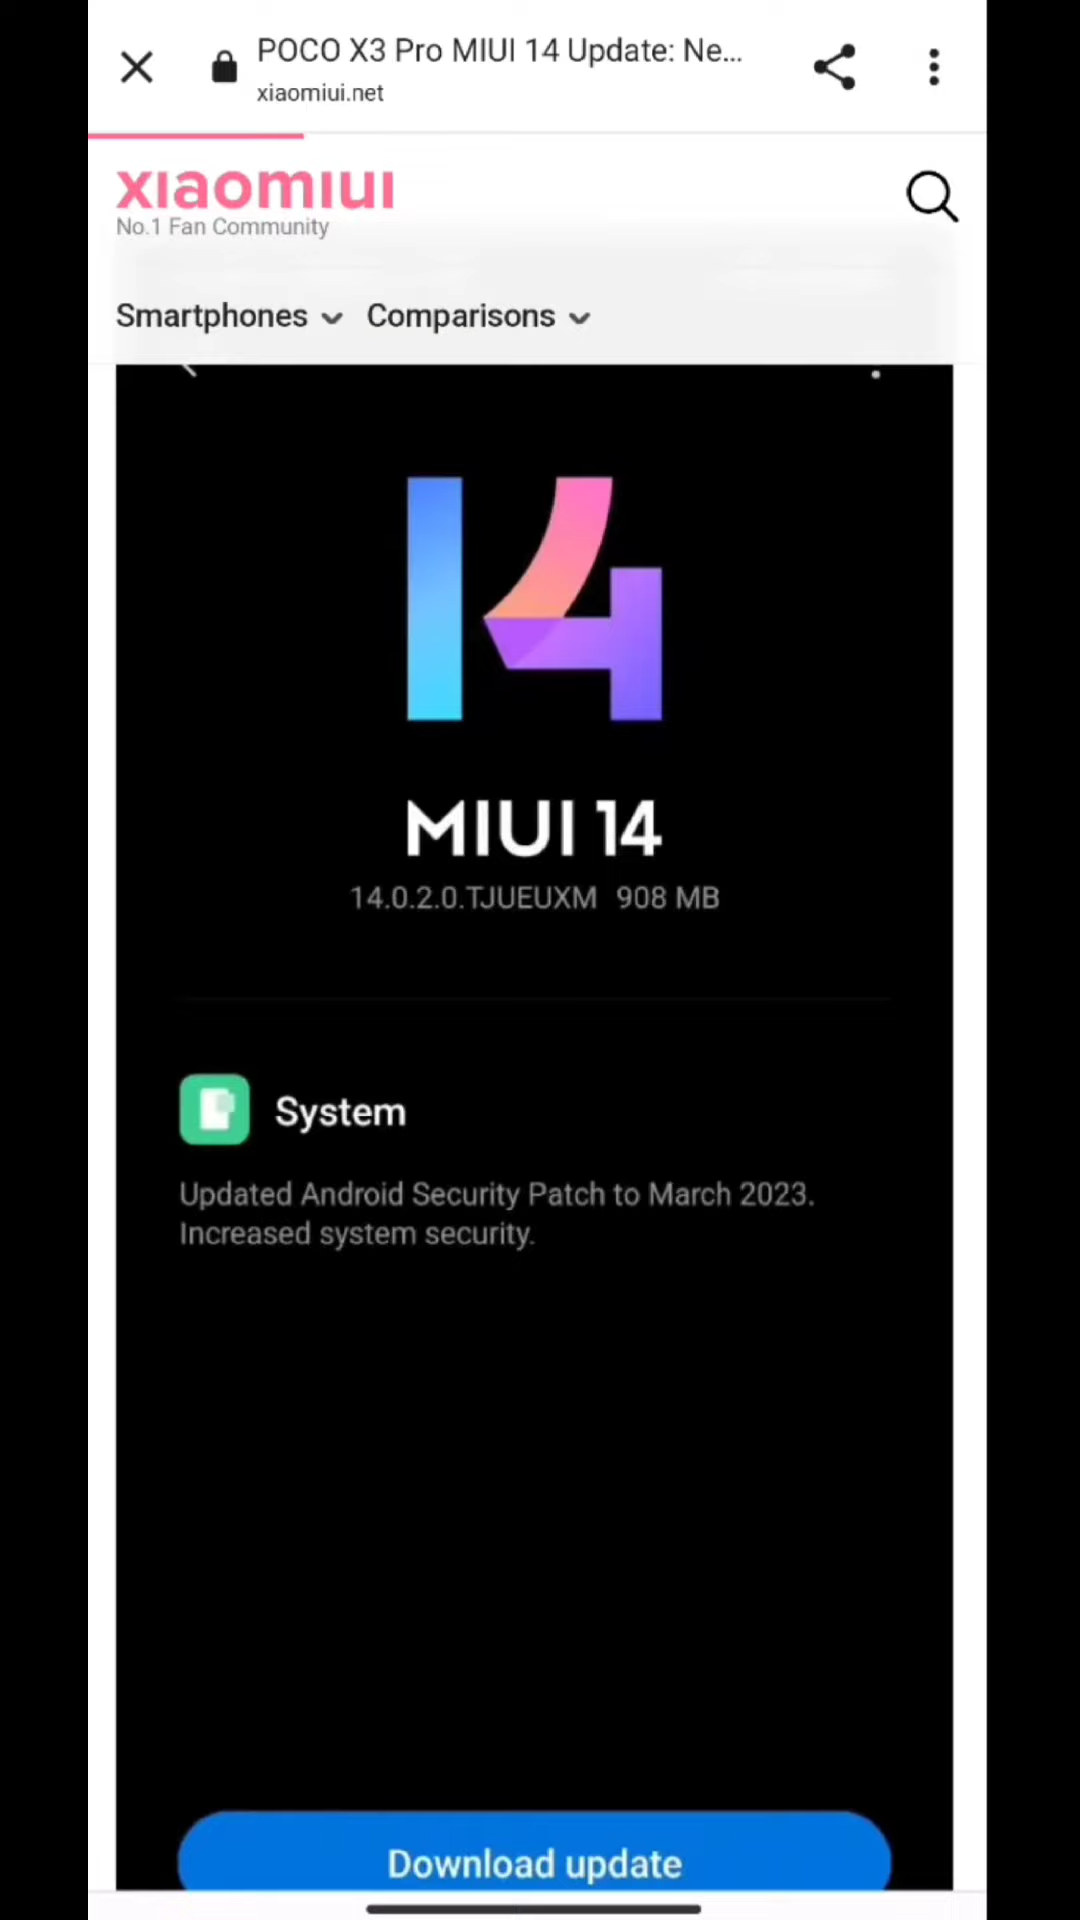 POCO X3 Pro MIUI 14 Update: Ne...
xiaomiui.net
xiaomiui
No.1 Fan Community
Smartphones Comparisons
14
MIUI 14
14.0.2.0.TJUEUXM 908 MB
System
Updated Android Security Patch to March 2023.
Increased system security.
Download update